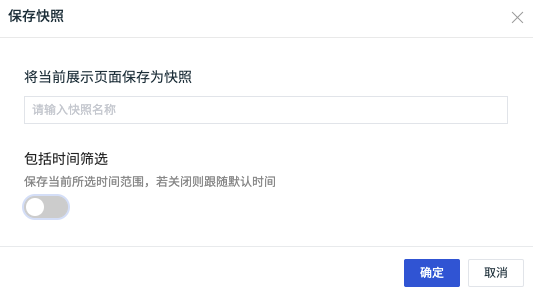 保存快照
将当前展示页面保存为快照
请输入快照名称
包括时间筛选
保存当前所选时间范围，若关闭则跟随默认时间
确定
取消